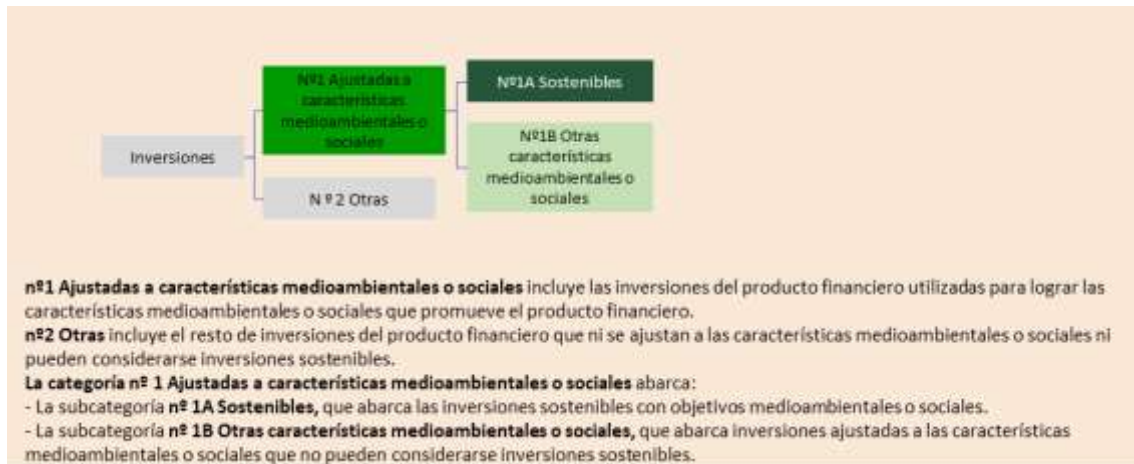 Nº1 Ajustadas a
características
medioambientales o
sociales
Nº1A Sostenibles
Nº1B Otras
características
medioambientales o
sociales
Inversiones
N º 2 Otras
nº1 Ajustadas a características medioambientales o sociales incluye las inversiones del producto financiero utilizadas para lograr las
características medioambientales o sociales que promueve el producto financiero.
nº2 Otras incluye el resto de inversiones del producto financiero que ni se ajustan a las características medioambientales o sociales ni
pueden considerarse inversiones sostenibles.
La categoría nº 1 Ajustadas a características medioambientales o sociales abarca:
- La subcategoría nº 1A Sostenibles, que abarca las inversiones sostenibles con objetivos medioambientales o sociales.
- La subcategoría nº 1B Otras características medioambientales o sociales, que abarca inversiones ajustadas a las características
medioambientales o sociales que no pueden considerarse inversiones sostenibles.